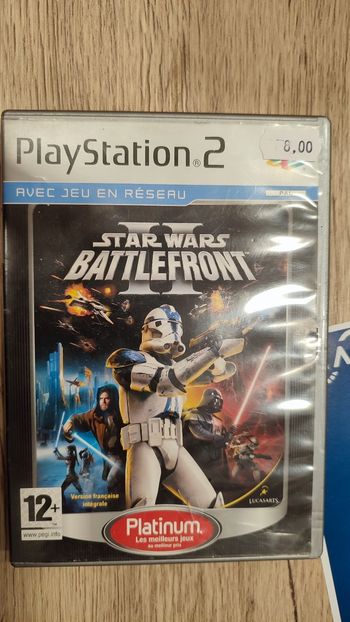 PlayStation®2
8,00
AVEC JEU EN RÉSEAU
PAL
II
STAR WARS
BATTLEFRONT
Version française
intégrale
12+
www.pegi.info
Platinum™
Les meilleurs jeux
au meilleur prix
LUCASARTS